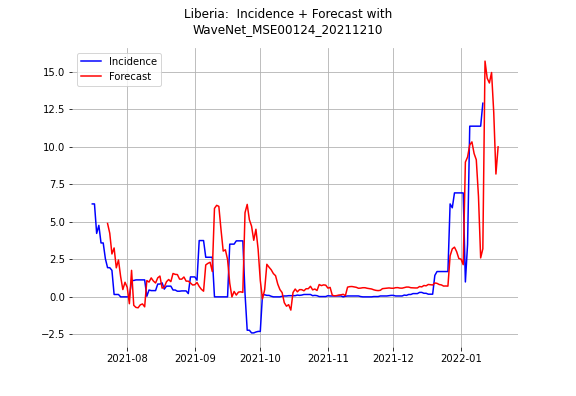 Liberia:  Incidence + Forecast with
WaveNet_MSE00124_20211210
Incidence
Forecast
15.0
12.5
10.0
7.5
5.0
2.5
0.0
−2.5
2021-08 2021-09 2021-10 2021-11 2021-12 2022-01